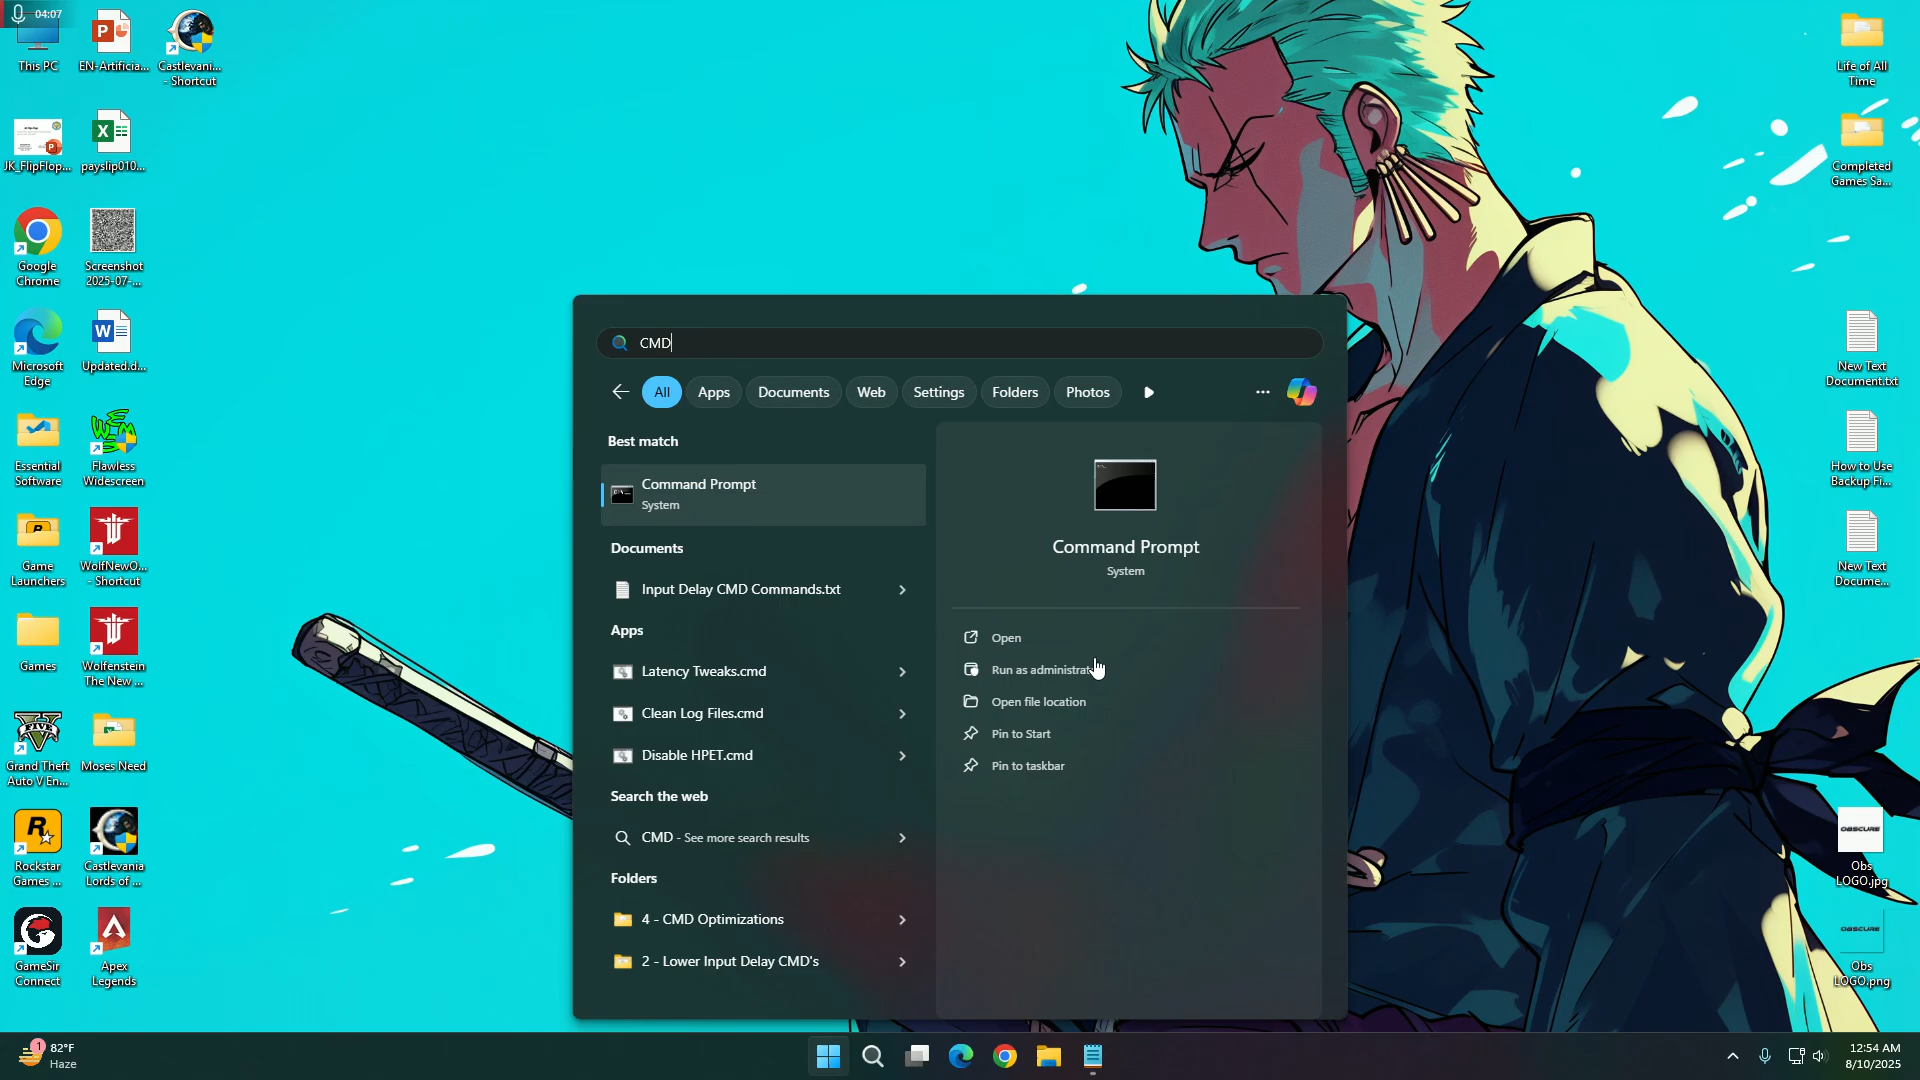 04:07
This PC
EN-Artificia...
Castlevani...
- Shortcut
JK_FlipFlop...
payslip010...
Google
Chrome
Screenshot
2025-07-...
Microsoft
Edge
Updated.d...
Essential
Software
Flawless
Widescreen
Game
Launchers
WolfNewO...
- Shortcut
Games
Wolfenstein
The New ...
Grand Theft
Auto V En...
Moses Need
Rockstar
Games ...
Castlevania
Lords of ...
GameSir
Connect
Apex
Legends
CMD
All
Apps
Documents
Web
Settings
Folders
Photos
Best match
Command Prompt
System
Documents
Input Delay CMD Commands.txt
Apps
Latency Tweaks.cmd
Clean Log Files.cmd
Disable HPET.cmd
Search the web
CMD - See more search results
Folders
4 - CMD Optimizations
2 - Lower Input Delay CMD's
Command Prompt
System
Open
Run as administrat
Open file location
Pin to Start
Pin to taskbar
Life of All
Time
Completed
Games Sa...
New Text
Document.txt
How to Use
Backup Fi...
New Text
Docume...
OBSCURE
Obs
LOGO.jpg
OBSCURE
Obs
LOGO.png
1
82°F
Haze
12:54 AM
8/10/2025